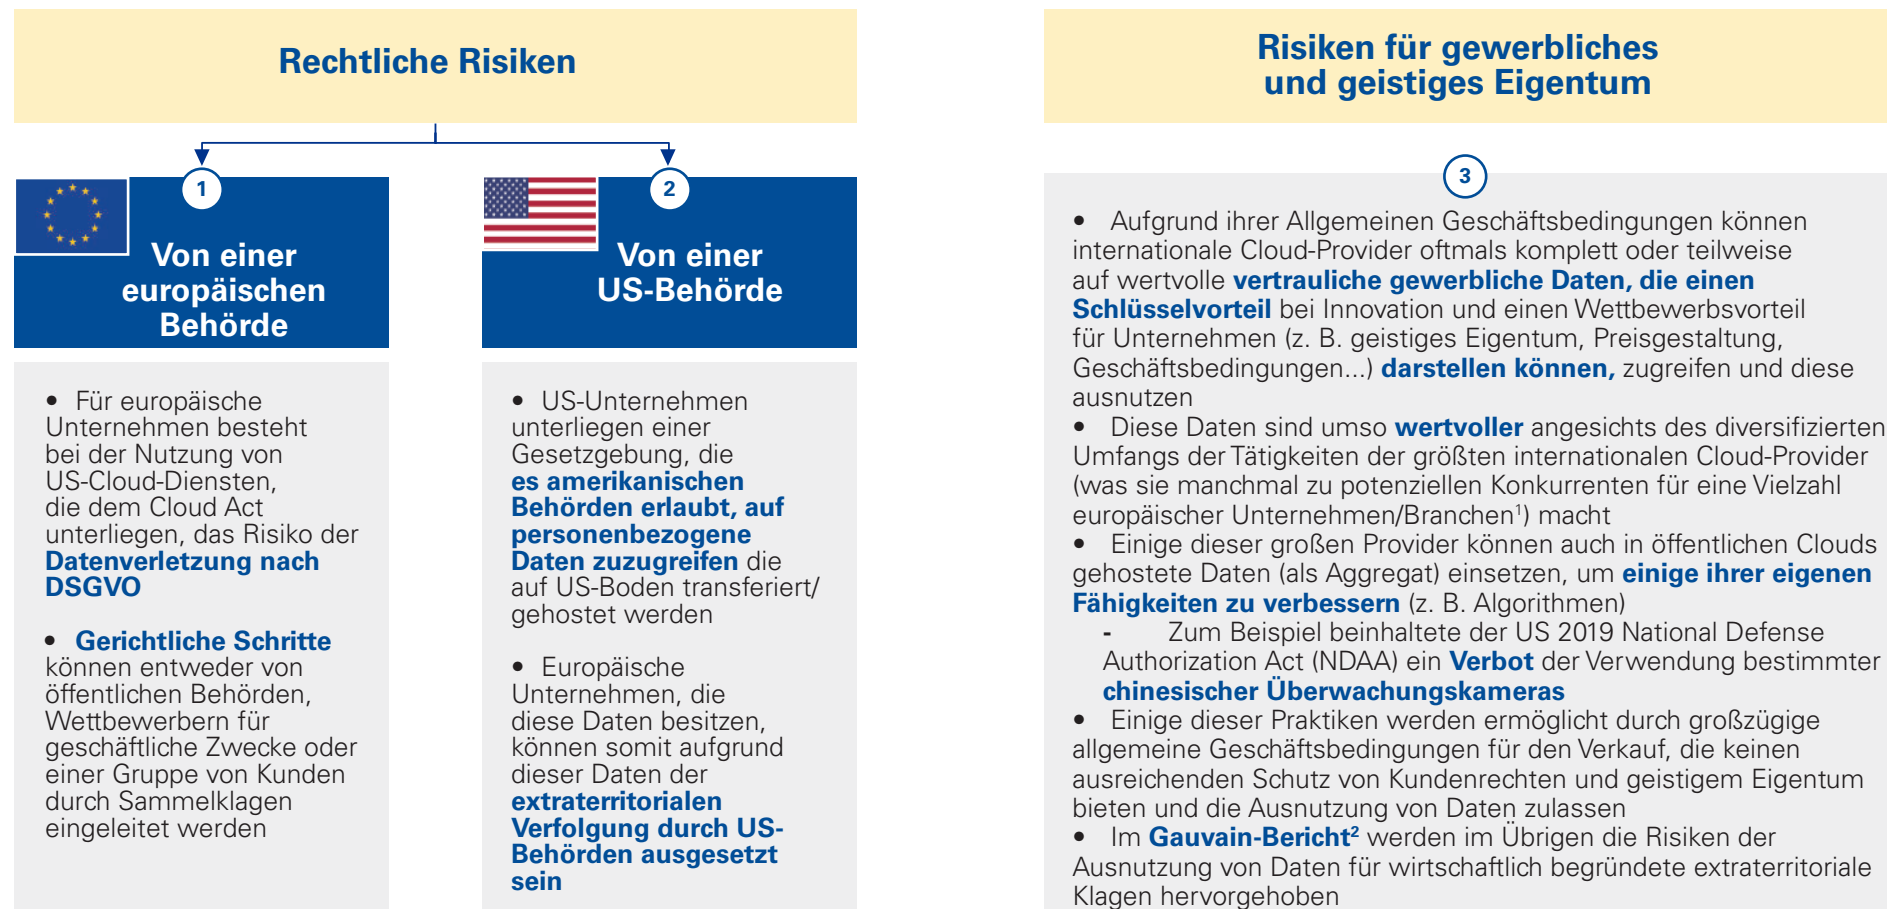 Rechtliche Risiken
1
Von einer
europäischen
Behörde
• Für europäische
Unternehmen besteht
bei der Nutzung von
US-Cloud-Diensten,
die dem Cloud Act
unterliegen, das Risiko der
Datenverletzung nach
DSGVO
• Gerichtliche Schritte
können entweder von
öffentlichen Behörden,
Wettbewerbern für
geschäftliche Zwecke oder
einer Gruppe von Kunden
durch Sammelklagen
eingeleitet werden
2
Von einer
US-Behörde
• US-Unternehmen
unterliegen einer
Gesetzgebung, die
es amerikanischen
Behörden erlaubt, auf
personenbezogene
Daten zuzugreifen die
auf US-Boden transferiert/
gehostet werden
• Europäische
Unternehmen, die
diese Daten besitzen,
können somit aufgrund
dieser Daten der
extraterritorialen
Verfolgung durch US-
Behörden ausgesetzt
sein
Risiken für gewerbliches
und geistiges Eigentum
3
• Aufgrund ihrer Allgemeinen Geschäftsbedingungen können
internationale Cloud-Provider oftmals komplett oder teilweise
auf wertvolle vertrauliche gewerbliche Daten, die einen
Schlüsselvorteil bei Innovation und einen Wettbewerbsvorteil
für Unternehmen (z. B. geistiges Eigentum, Preisgestaltung,
Geschäftsbedingungen...) darstellen können, zugreifen und diese
ausnutzen
• Diese Daten sind umso wertvoller angesichts des diversifizierten
Umfangs der Tätigkeiten der größten internationalen Cloud-Provider
(was sie manchmal zu potenziellen Konkurrenten für eine Vielzahl
europäischer Unternehmen/Branchen¹) macht
• Einige dieser großen Provider können auch in öffentlichen Clouds
gehostete Daten (als Aggregat) einsetzen, um einige ihrer eigenen
Fähigkeiten zu verbessern (z. B. Algorithmen)
- Zum Beispiel beinhaltete der US 2019 National Defense
Authorization Act (NDAA) ein Verbot der Verwendung bestimmter
chinesischer Überwachungskameras
• Einige dieser Praktiken werden ermöglicht durch großzügige
allgemeine Geschäftsbedingungen für den Verkauf, die keinen
ausreichenden Schutz von Kundenrechten und geistigem Eigentum
bieten und die Ausnutzung von Daten zulassen
• Im Gauvain-Bericht² werden im Übrigen die Risiken der
Ausnutzung von Daten für wirtschaftlich begründete extraterritoriale
Klagen hervorgehoben